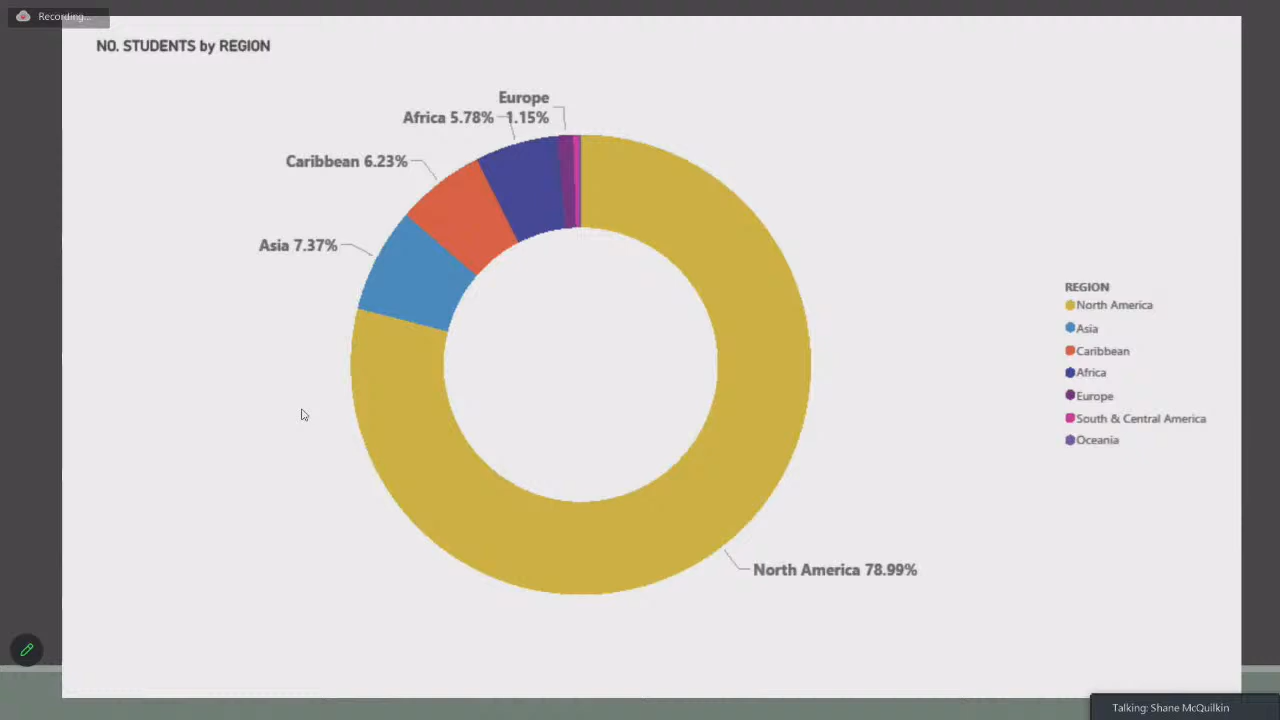 Recording...
NO. STUDENTS by REGION
Europe
1.15%
Africa 5.78%
Caribbean 6.23%
Asia 7.37%
North America 78.99%
REGION
North America
Asia
Caribbean
Africa
Europe
South & Central America
Oceania
Talking: Shane McQuilkin